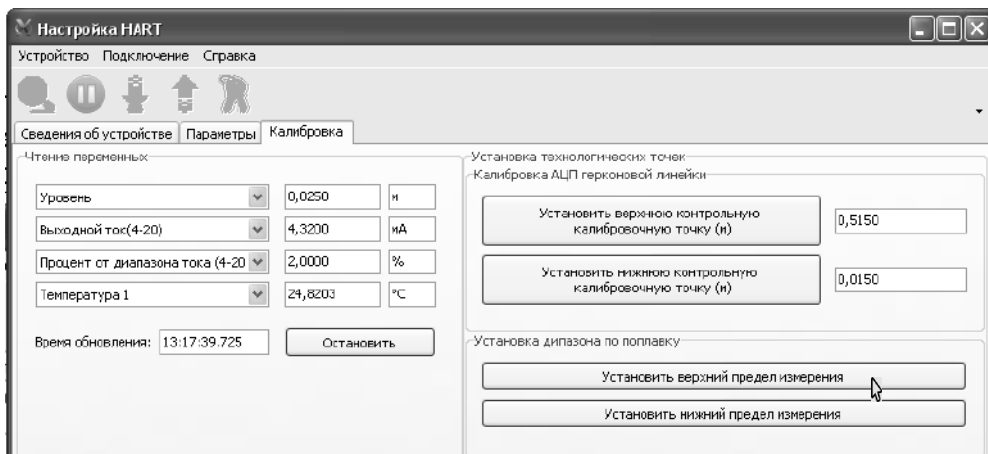 Настройка HART
Устройство Подключение Справка
Сведения об устройстве Параметры Калибровка
Чтение переменных
Уровень 0,0250 м
Выходной ток(4-20) 4,3200 мА
Процент от диапазона тока (4-20 2,0000 %
Температура 1 24,8203 °C
Время обновления: 13:17:39.725 Остановить
Установка технологических точек
Калибровка АЦП герконовой линейки
Установить верхнюю контрольную
калибровочную точку (м) 0,5150
Установить нижнюю контрольную
калибровочную точку (м) 0,0150
Установка дипазона по поплавку
Установить верхний предел измерения
Установить нижний предел измерения